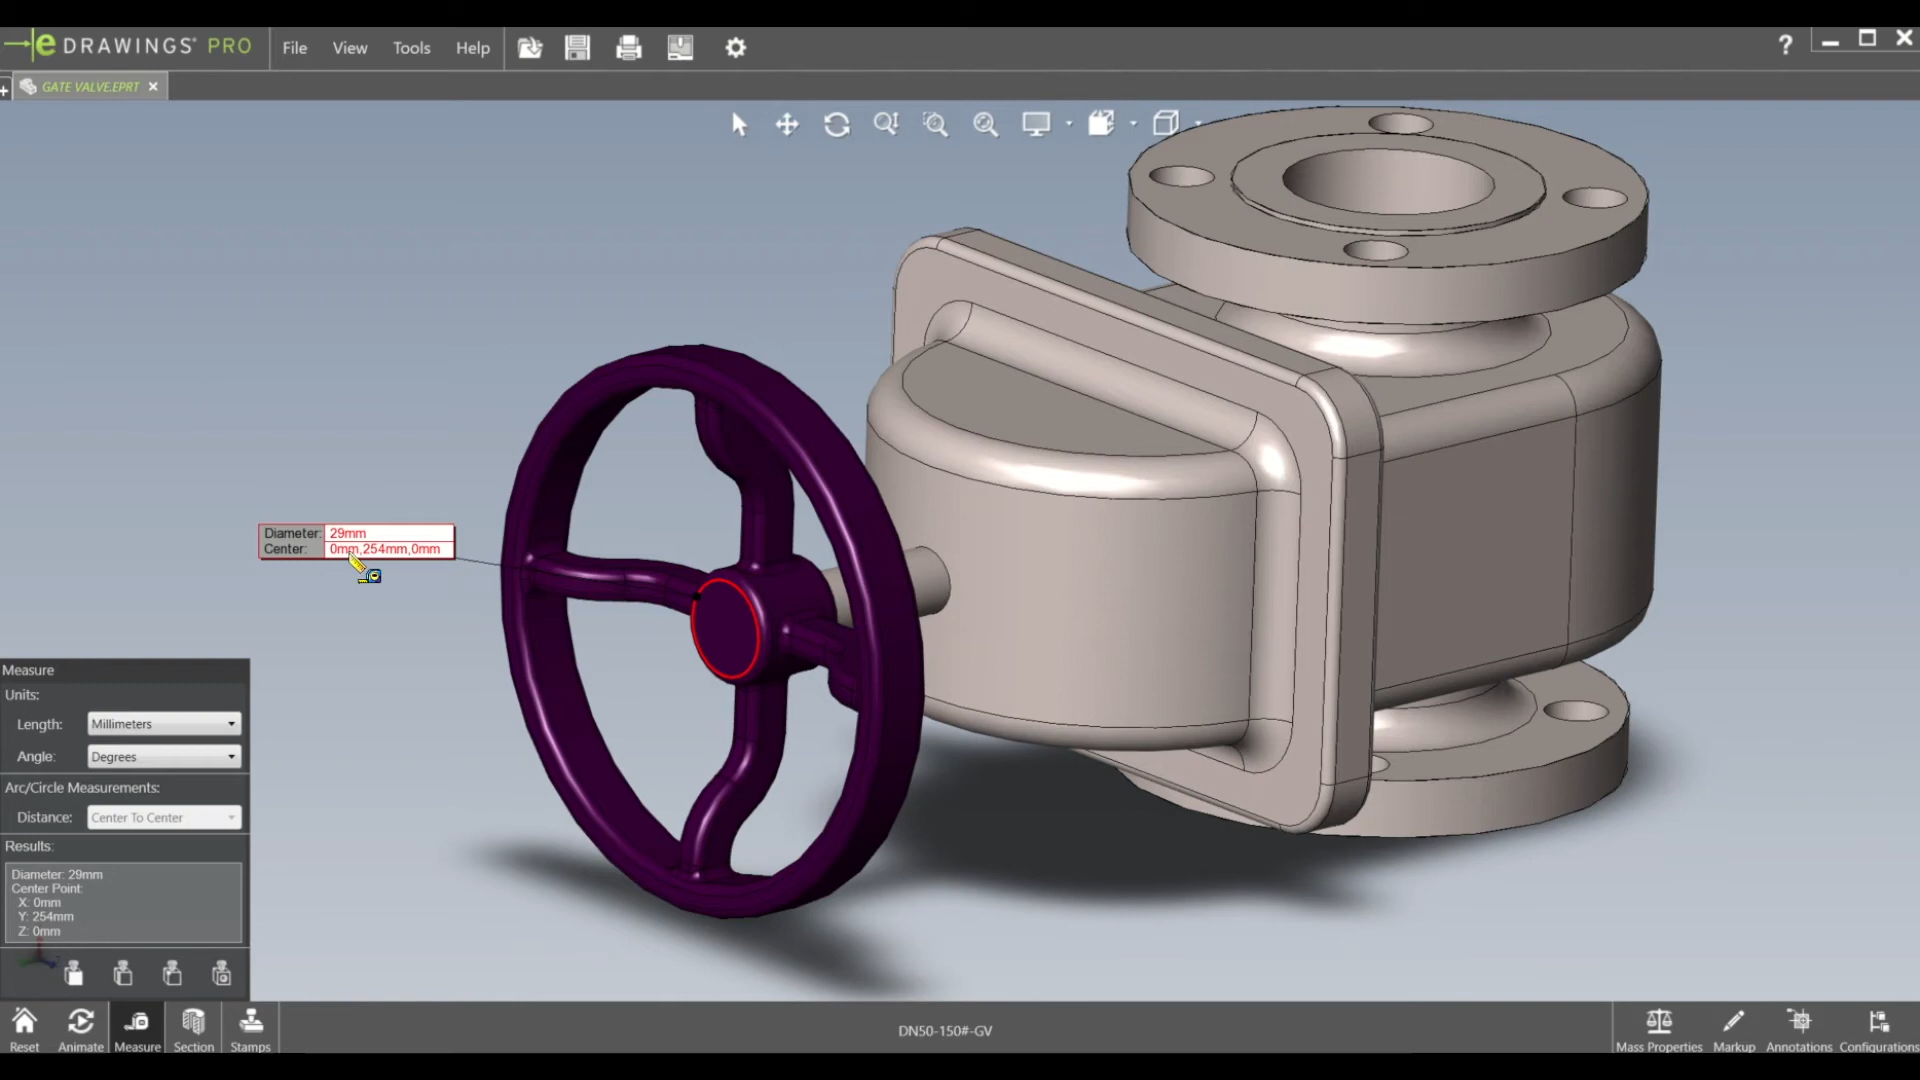 eDRAWINGS® PRO File View Tools Help ?
GATE VALVE.EPRT
Diameter: 29mm
Center: 0mm,254mm,0mm
Measure
Units:
Length: Millimeters
Angle: Degrees
Arc/Circle Measurements:
Distance: Center To Center
Results:
Diameter: 29mm
Center Point:
X: 0mm
Y: 254mm
Z: 0mm
Reset Animate Measure Section Stamps DN50-150#-GV Mass Properties Markup Annotations Configurations